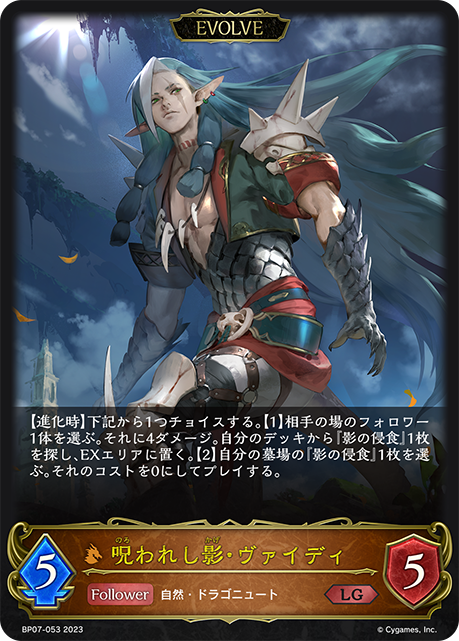 EVOLVE
【進化時】下記から1つチョイスする。【1】相手の場のフォロワー
1体を選ぶ。それに4ダメージ。自分のデッキから『影の侵食』1枚
を探し、EXエリアに置く。【2】自分の墓場の『影の侵食』1枚を選
ぶ。それのコストを0にしてプレイする。
のろ かげ
呪われし影・ヴァイディ
5
5
Follower 自然・ドラゴニュート LG
BP07-053 2023 © Cygames, Inc.